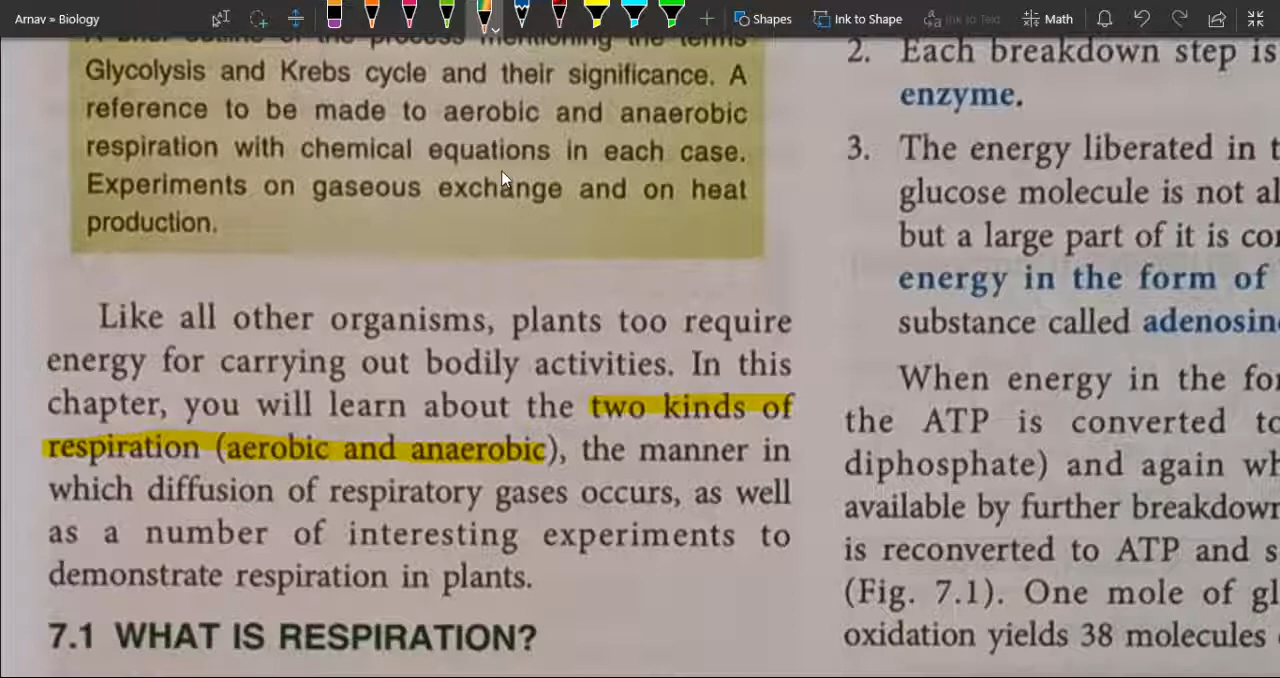 Arnav » Biology
Shapes
Ink to Shape
Ink to Text
Math
Glycolysis and Krebs cycle and their significance. A
reference to be made to aerobic and anaerobic
respiration with chemical equations in each case.
Experiments on gaseous exchange and on heat
production.
Like all other organisms, plants too require
energy for carrying out bodily activities. In this
chapter, you will learn about the two kinds of
respiration (aerobic and anaerobic), the manner in
which diffusion of respiratory gases occurs, as well
as a number of interesting experiments to
demonstrate respiration in plants.
7.1 WHAT IS RESPIRATION?
2. Each breakdown step is
enzyme.
3. The energy liberated in
glucose molecule is not
but a large part of it is
energy in the form of
substance called
When energy in the
the ATP is converted
diphosphate) and again
available by further
is reconverted to ATP and
(Fig. 7.1). One mole of
oxidation yields 38 molecules